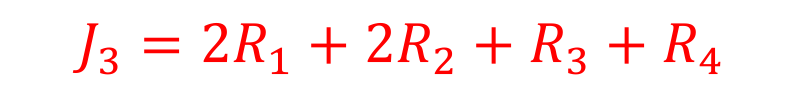 J₃ = 2R₁ + 2R₂ + R₃ + R₄